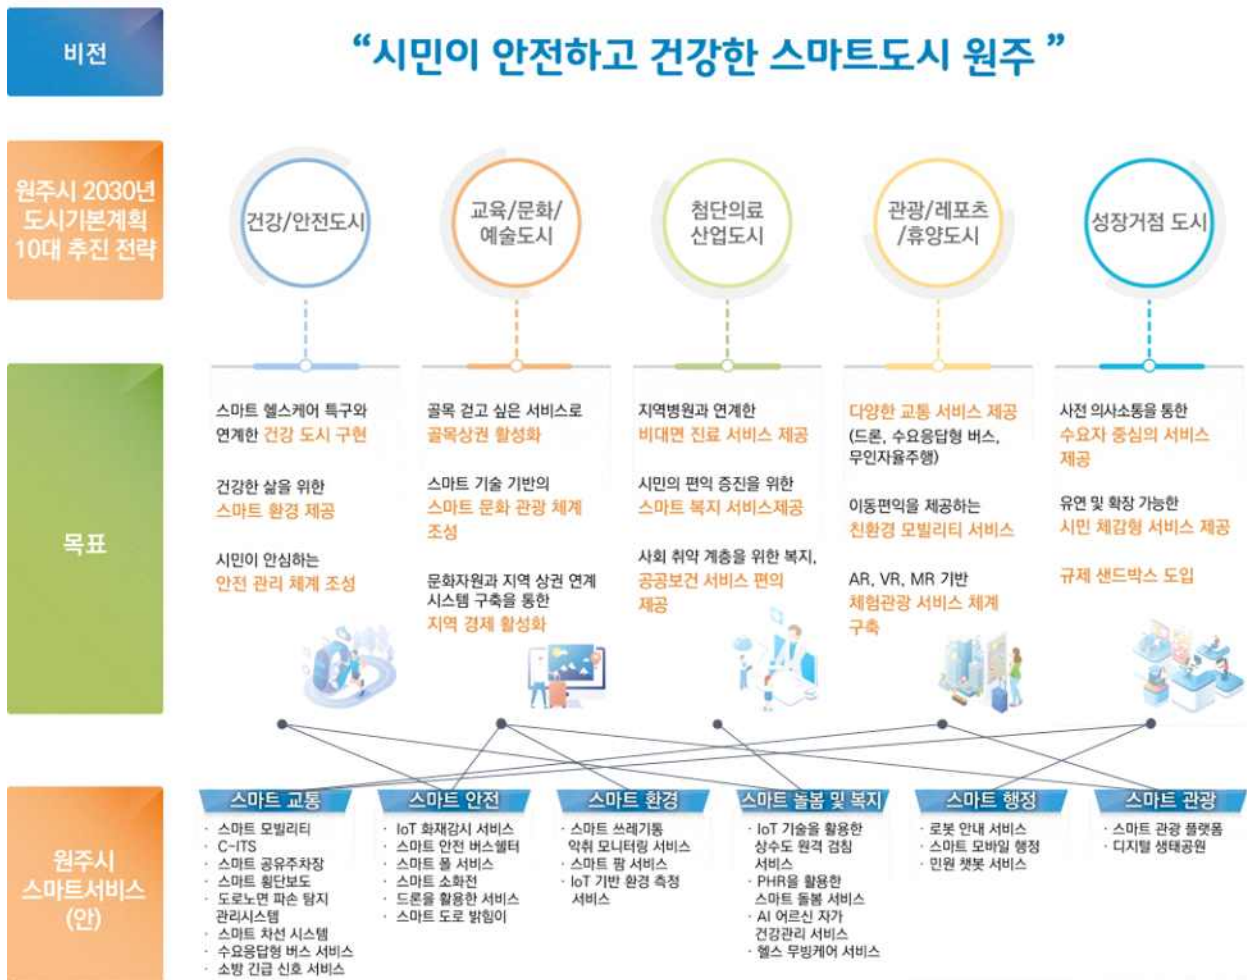 비전
“시민이 안전하고 건강한 스마트도시 원주 ”
원주시 2030년
도시기본계획
10대 추진 전략
건강/안전도시
교육/문화/
예술도시
첨단의료
산업도시
관광/레포츠
/휴양도시
성장거점 도시
목표
스마트 헬스케어 특구와
연계한 건강 도시 구현
건강한 삶을 위한
스마트 환경 제공
시민이 안심하는
안전 관리 체계 조성
골목 걷고 싶은 서비스로
골목상권 활성화
스마트 기술 기반의
스마트 문화 관광 체계
조성
문화자원과 지역 상권 연계
시스템 구축을 통한
지역 경제 활성화
지역병원과 연계한
비대면 진료 서비스 제공
시민의 편익 증진을 위한
스마트 복지 서비스제공
사회 취약 계층을 위한 복지,
공공보건 서비스 편의
제공
다양한 교통 서비스 제공
(드론, 수요응답형 버스,
무인자율주행)
이동편익을 제공하는
친환경 모빌리티 서비스
AR, VR, MR 기반
체험관광 서비스 체계
구축
사전 의사소통을 통한
수요자 중심의 서비스
제공
유연 및 확장 가능한
시민 체감형 서비스 제공
규제 샌드박스 도입
원주시
스마트서비스
(안)
스마트 교통
· 스마트 모빌리티
· C-ITS
· 스마트 공유주차장
· 스마트 횡단보도
· 도로노면 파손 탐지
관리시스템
· 스마트 차선 시스템
· 수요응답형 버스 서비스
· 소방 긴급 신호 서비스
스마트 안전
· IoT 화재감시 서비스
· 스마트 안전 버스쉘터
· 스마트 폴 서비스
· 스마트 소화전
· 드론을 활용한 서비스
· 스마트 도로 밝힘이
스마트 환경
· 스마트 쓰레기통
악취 모니터링 서비스
· 스마트 팜 서비스
· IoT 기반 환경 측정
서비스
스마트 돌봄 및 복지
· IoT 기술을 활용한
상수도 원격 검침
서비스
· PHR을 활용한
스마트 돌봄 서비스
· AI 어르신 자가
건강관리 서비스
· 헬스 무빙케어 서비스
스마트 행정
· 로봇 안내 서비스
· 스마트 모바일 행정
· 민원 챗봇 서비스
스마트 관광
· 스마트 관광 플랫폼
· 디지털 생태공원